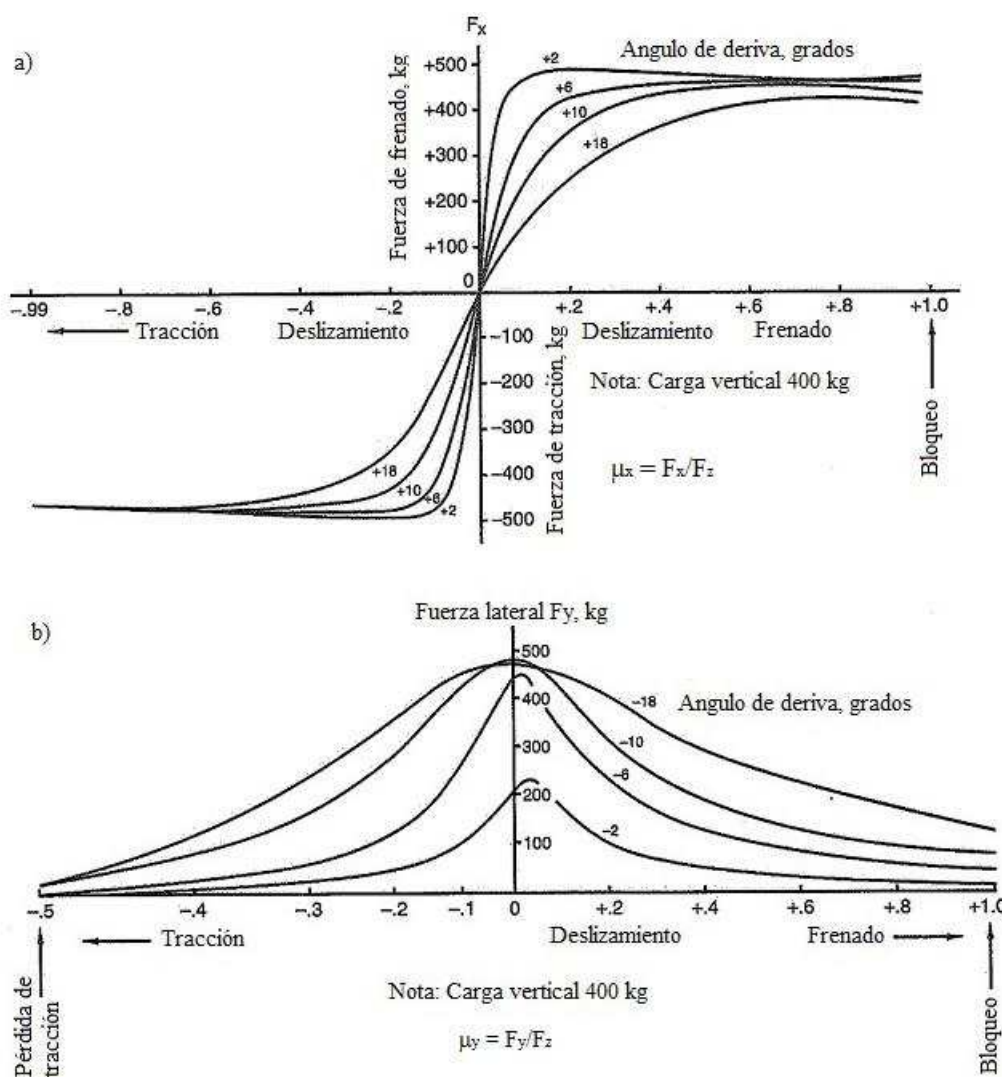 a)
Fx
Angulo de deriva, grados
Fuerza de frenado, kg
+500
+400
+300
+200
+100
0
+2
+6
+10
+18
-.99
-.8
-.6
-.4
-.2
+.2
+.4
+.6
+.8
+1.0
Tracción
Deslizamiento
Deslizamiento
Frenado
-100
-200
-300
-400
-500
Fuerza de tracción, kg
+18
+10
+6
+2
Nota: Carga vertical 400 kg
μx = Fx/Fz
Bloqueo
b)
Fuerza lateral Fy, kg
500
400
300
200
100
Angulo de deriva, grados
-18
-10
-6
-2
-.5
-.4
-.3
-.2
-.1
0
+.2
+.4
+.6
+.8
+1.0
Tracción
Deslizamiento
Frenado
Pérdida de
tracción
Nota: Carga vertical 400 kg
μy = Fy/Fz
Bloqueo